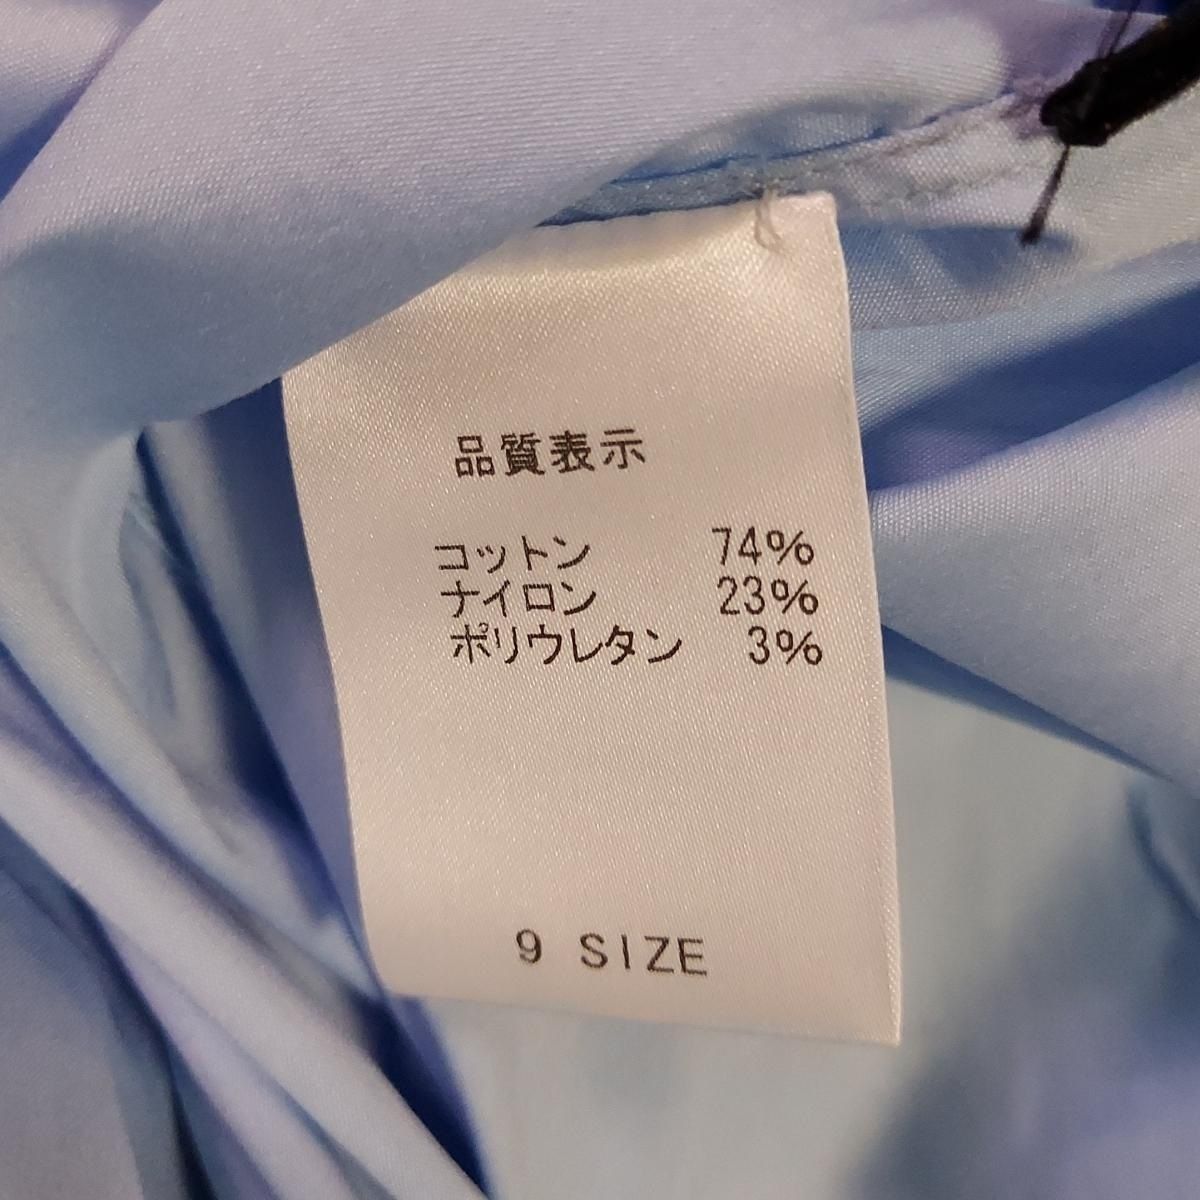 品質表示
コットン 74%
ナイロン 23%
ポリウレタン 3%
9 SIZE